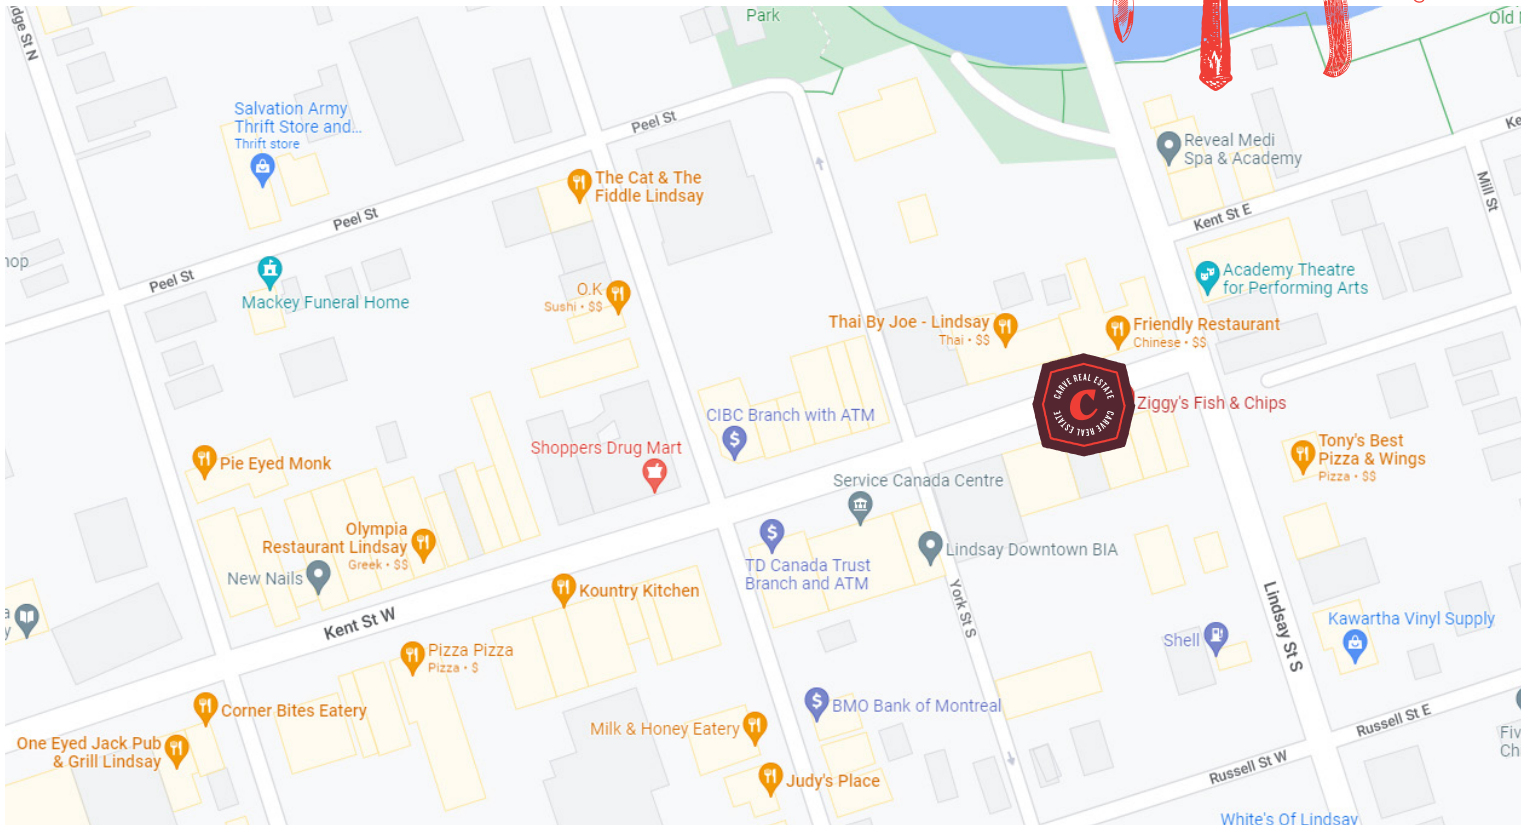 Park
Old
dge St N
Salvation Army
Thrift Store and...
Thrift store
Peel St
Reveal Medi
Spa & Academy
Ke
Mill St
The Cat & The
Fiddle Lindsay
Peel St
Kent St E
hop
Peel St
Mackey Funeral Home
O.K
Sushi • $$
Academy Theatre
for Performing Arts
Thai By Joe - Lindsay
Thai • $$
Friendly Restaurant
Chinese • $$
CARVE REAL ESTATE
C
CARVE REAL ESTATE
Ziggy's Fish & Chips
CIBC Branch with ATM
Shoppers Drug Mart
Pie Eyed Monk
Tony's Best
Pizza & Wings
Pizza • $$
Service Canada Centre
Olympia
Restaurant Lindsay
Greek • $$
New Nails
TD Canada Trust
Branch and ATM
Lindsay Downtown BIA
Kountry Kitchen
York St S
Lindsay St S
Kent St W
a
y
Kawartha Vinyl Supply
Shell
Pizza Pizza
Pizza • $
Corner Bites Eatery
BMO Bank of Montreal
Milk & Honey Eatery
Russell St E
One Eyed Jack Pub
& Grill Lindsay
Fiv
Ch
Judy's Place
Russell St W
White's Of Lindsay